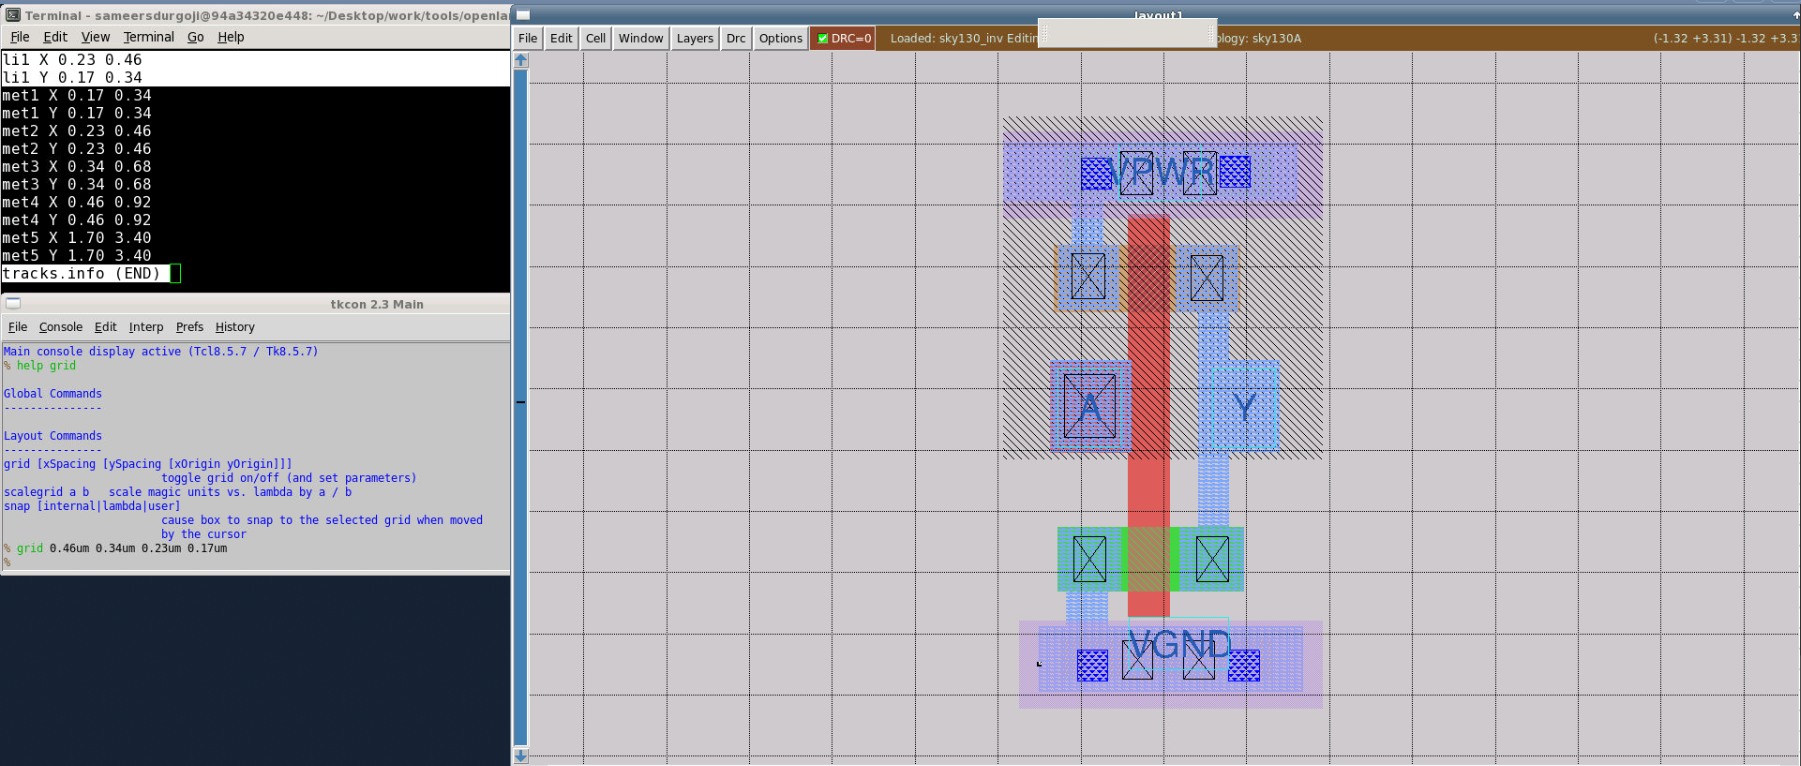 Terminal - sameersdurgoji@94a34320e448: ~/Desktop/work/tools/openla
File Edit View Terminal Go Help
li1 X 0.23 0.46
li1 Y 0.17 0.34
met1 X 0.17 0.34
met1 Y 0.17 0.34
met2 X 0.23 0.46
met2 Y 0.23 0.46
met3 X 0.34 0.68
met3 Y 0.34 0.68
met4 X 0.46 0.92
met4 Y 0.46 0.92
met5 X 1.70 3.40
met5 Y 1.70 3.40
tracks.info (END)
tkcon 2.3 Main
File Console Edit Interp Prefs History
Main console display active (Tcl8.5.7 / Tk8.5.7)
% help grid
Global Commands
---------------
Layout Commands
---------------
grid [xSpacing [ySpacing [xOrigin yOrigin]]]
toggle grid on/off (and set parameters)
scalegrid a b scale magic units vs. lambda by a / b
snap [internal|lambda|user]
cause box to snap to the selected grid when moved
by the cursor
% grid 0.46um 0.34um 0.23um 0.17um
%
layout1
File Edit Cell Window Layers Drc Options DRC=0 Loaded: sky130_inv Editin ology: sky130A (-1.32 +3.31) -1.32 +3.3
VPWR
A Y
VGND